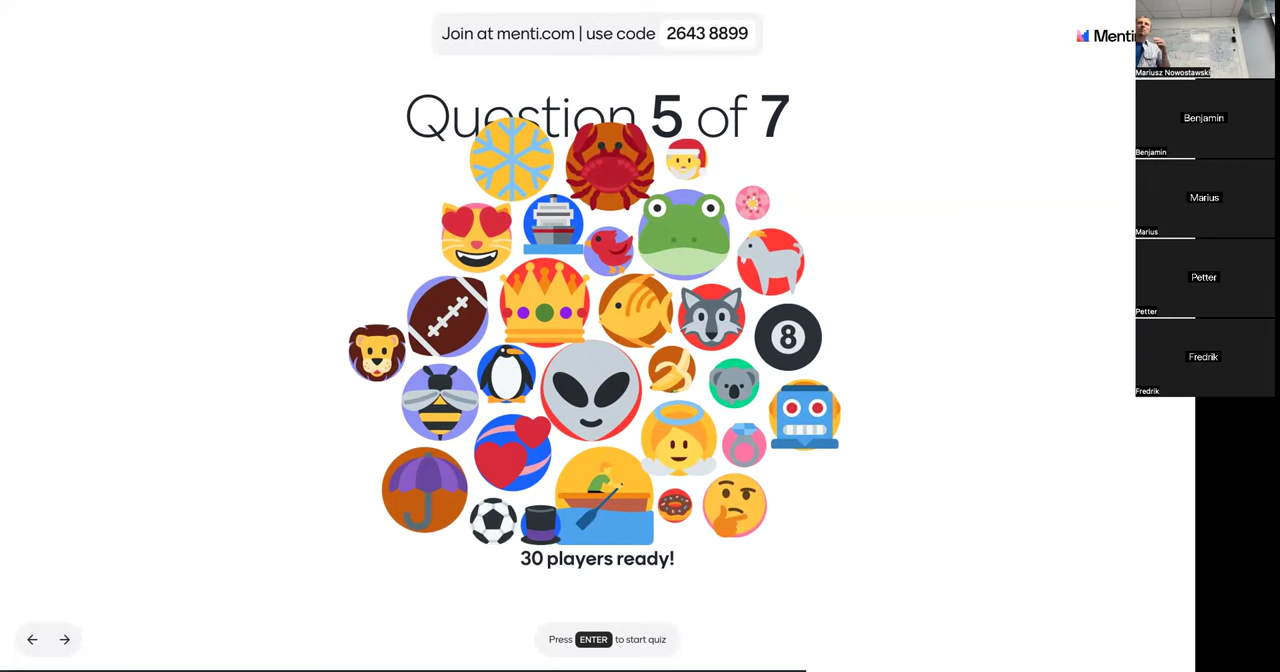 Join at menti.com | use code 2643 8899
Menti
Question 5 of 7
8
30 players ready!
Press ENTER to start quiz
Mariusz Nowostawski
Benjamin
Benjamin
Marius
Marius
Petter
Petter
Fredrik
Fredrik